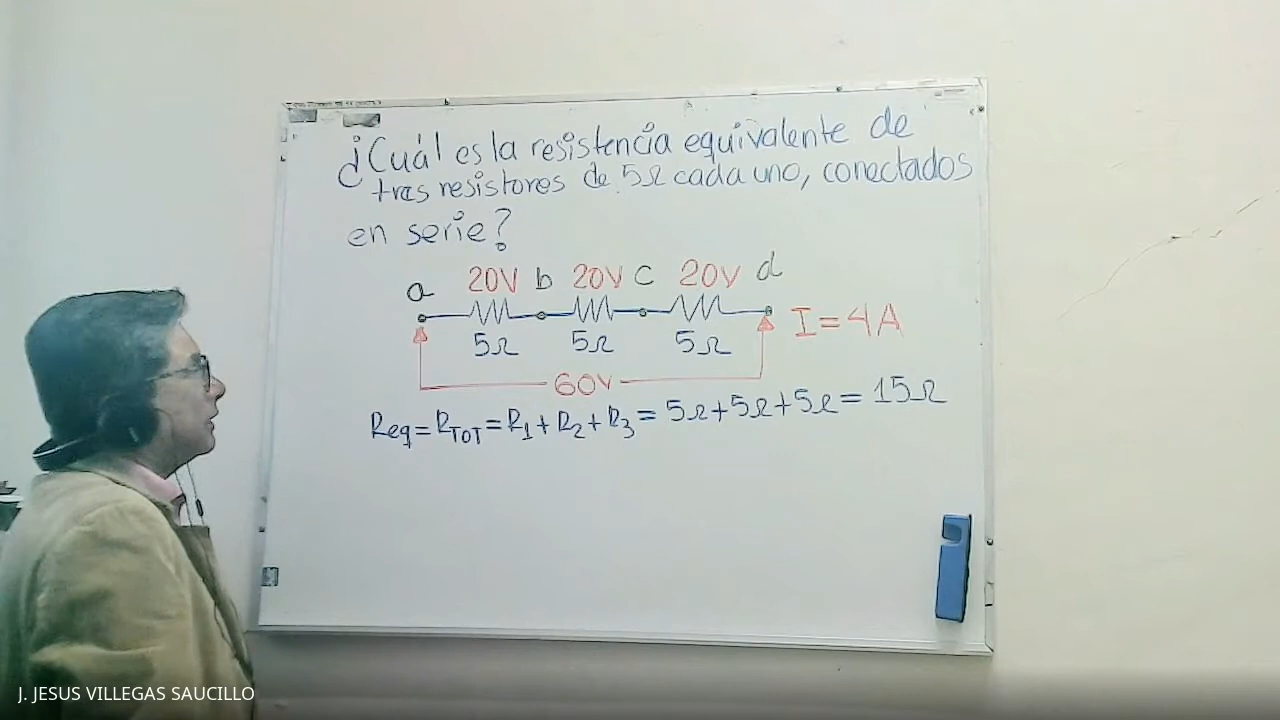 ¿Cuál es la resistencia equivalente de
tres resistores de 5Ω cada uno, conectados
en serie?
a 20V b 20V c 20V d
5Ω 5Ω 5Ω I=4A
60V
Req=RTOT=R1+R2+R3=5Ω+5Ω+5Ω=15Ω
J. JESUS VILLEGAS SAUCILLO